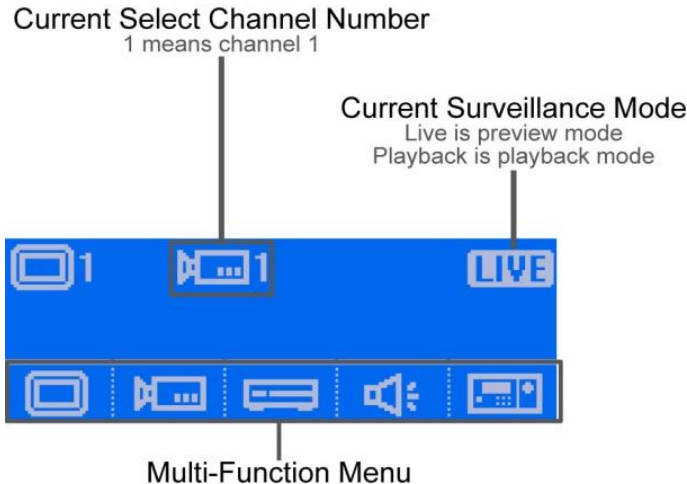 Current Select Channel Number
1 means channel 1
Current Surveillance Mode
Live is preview mode
Playback is playback mode
1
1
LIVE
Multi-Function Menu